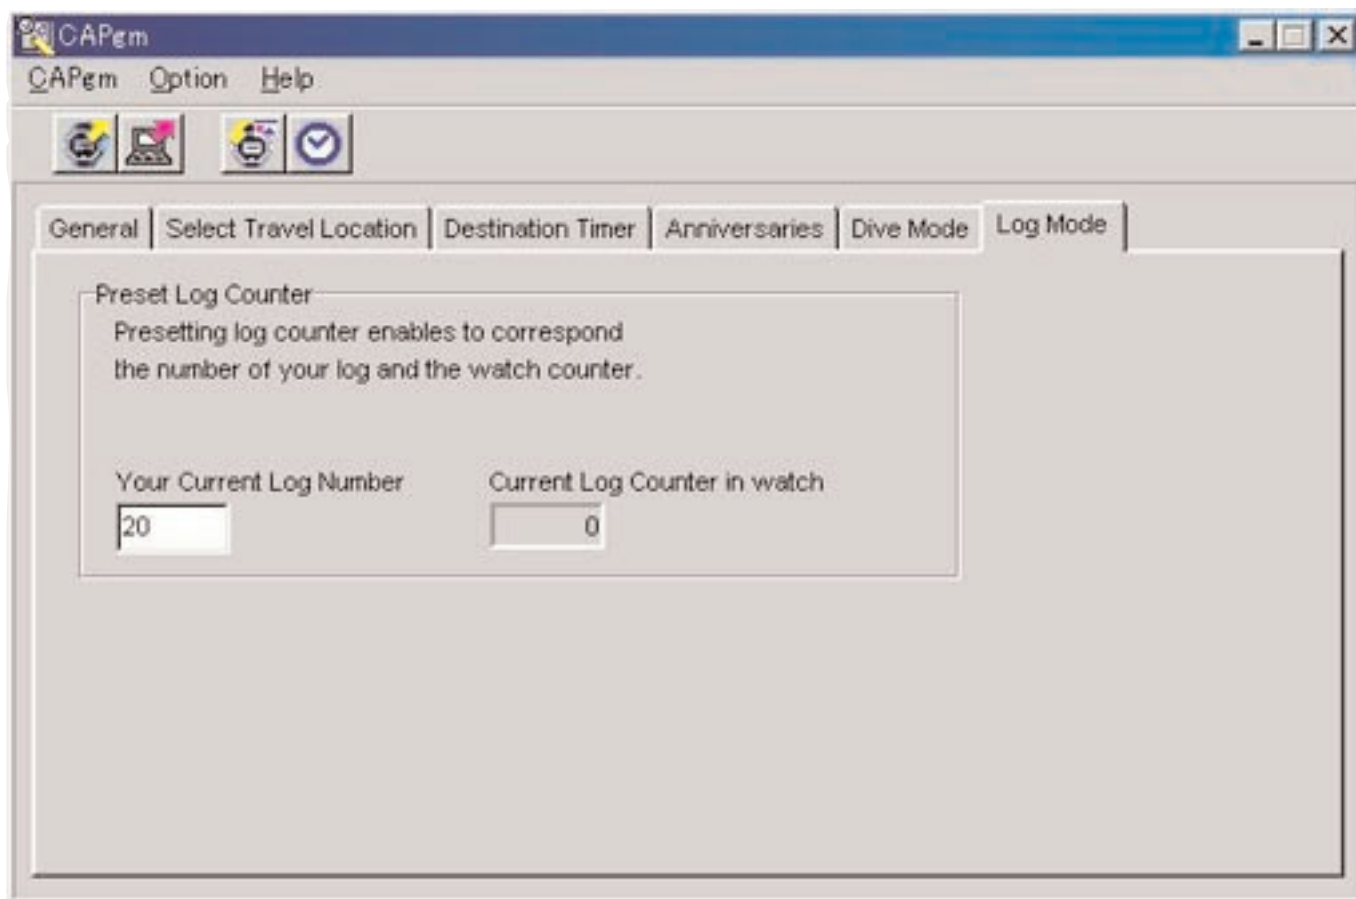 CAPgm
CAPgm Option Help
General Select Travel Location Destination Timer Anniversaries Dive Mode Log Mode
Preset Log Counter
Presetting log counter enables to correspond
the number of your log and the watch counter.
Your Current Log Number Current Log Counter in watch
20 0